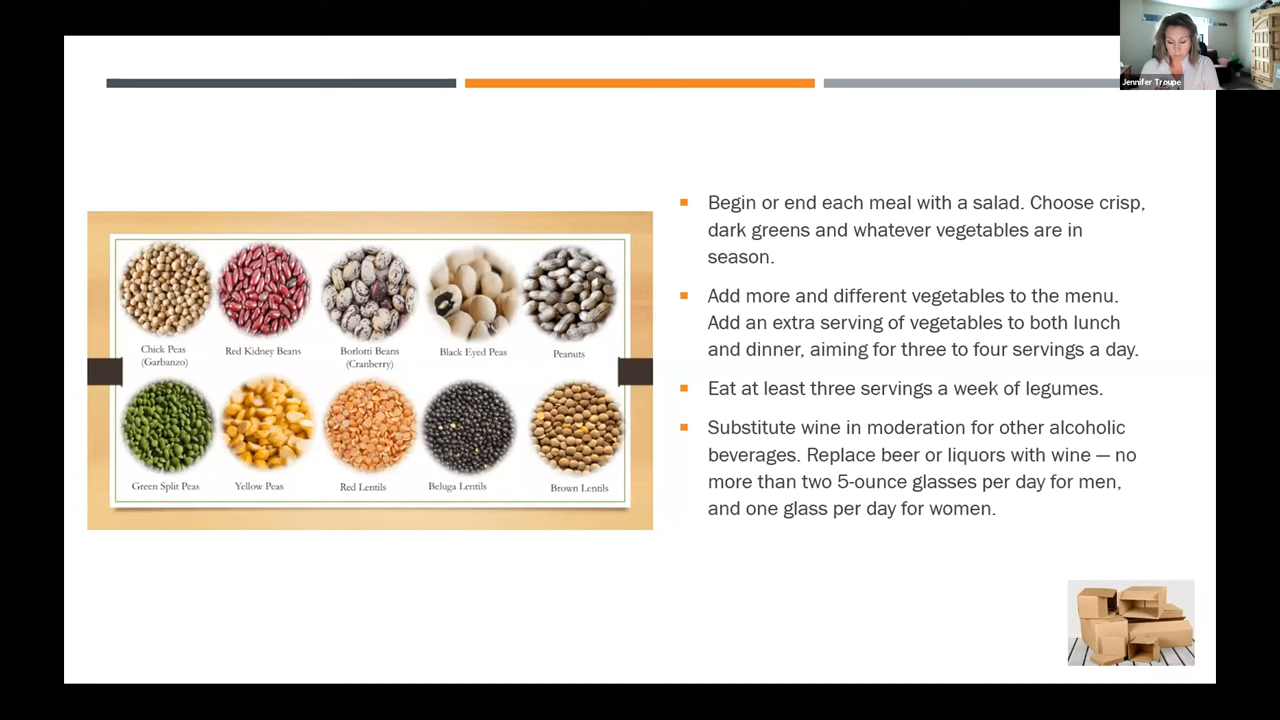 Jennifer Troupe
Begin or end each meal with a salad. Choose crisp,
dark greens and whatever vegetables are in
season.
Add more and different vegetables to the menu.
Add an extra serving of vegetables to both lunch
and dinner, aiming for three to four servings a day.
Eat at least three servings a week of legumes.
Substitute wine in moderation for other alcoholic
beverages. Replace beer or liquors with wine — no
more than two 5-ounce glasses per day for men,
and one glass per day for women.
Chick Peas
(Garbanzo)
Red Kidney Beans
Borlotti Beans
(Cranberry)
Black Eyed Peas
Peanuts
Green Split Peas
Yellow Peas
Red Lentils
Beluga Lentils
Brown Lentils